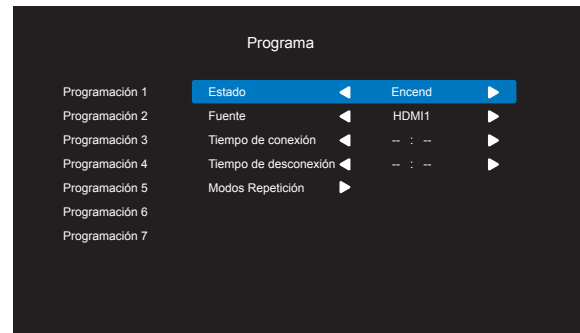 Programa
Programación 1 Estado Encend
Programación 2 Fuente HDMI1
Programación 3 Tiempo de conexión -- : --
Programación 4 Tiempo de desconexión -- : --
Programación 5 Modos Repetición
Programación 6
Programación 7